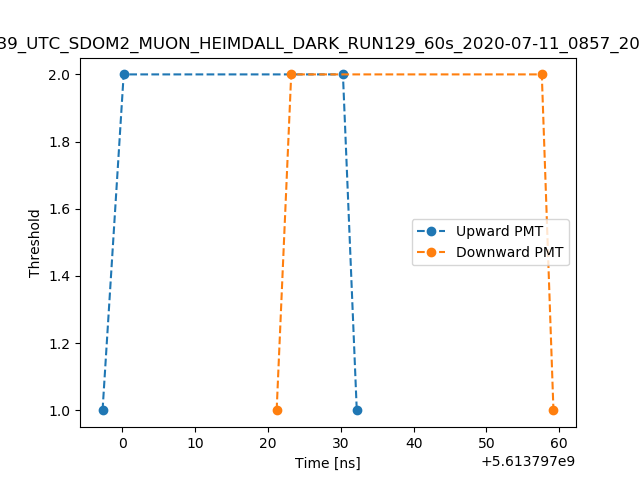 39_UTC_SDOM2_MUON_HEIMDALL_DARK_RUN129_60s_2020-07-11_0857_20
2.0
1.8
1.6
1.4
1.2
1.0
Threshold
Upward PMT
Downward PMT
0 10 20 30 40 50 60
Time [ns]
+5.613797e9